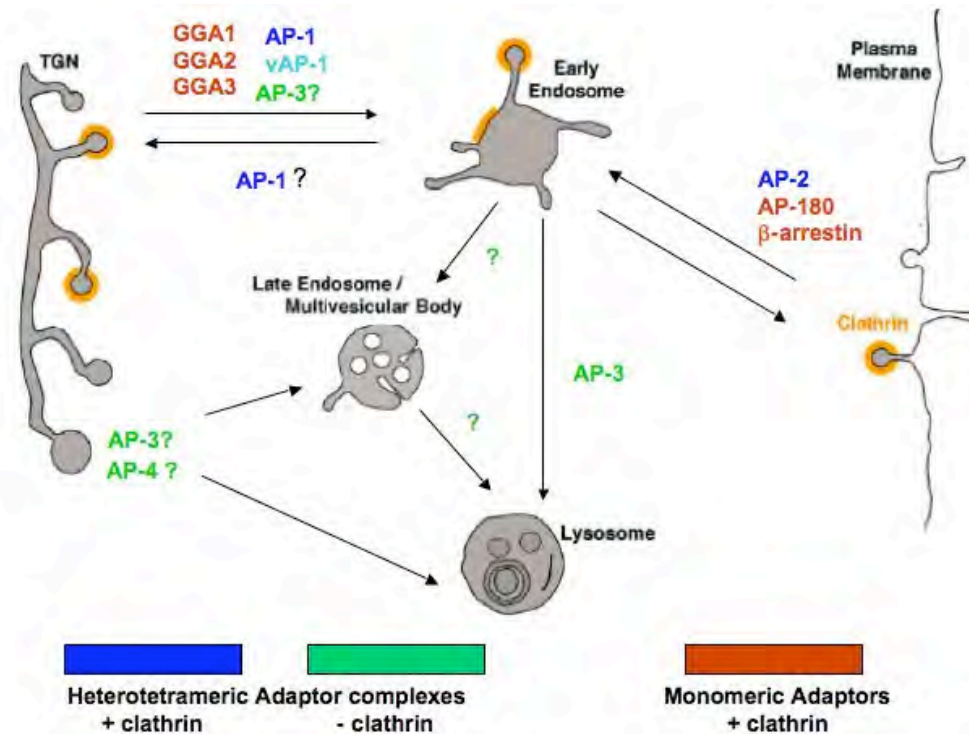 GGA1 AP-1
GGA2 vAP-1
GGA3 AP-3?
TGN
Early
Endosome
Plasma
Membrane
AP-1 ?
AP-2
AP-180
β-arrestin
?
Late Endosome /
Multivesicular Body
Clathrin
AP-3
?
AP-3?
AP-4 ?
Lysosome
Heterotetrameric Adaptor complexes
+ clathrin - clathrin
Monomeric Adaptors
+ clathrin